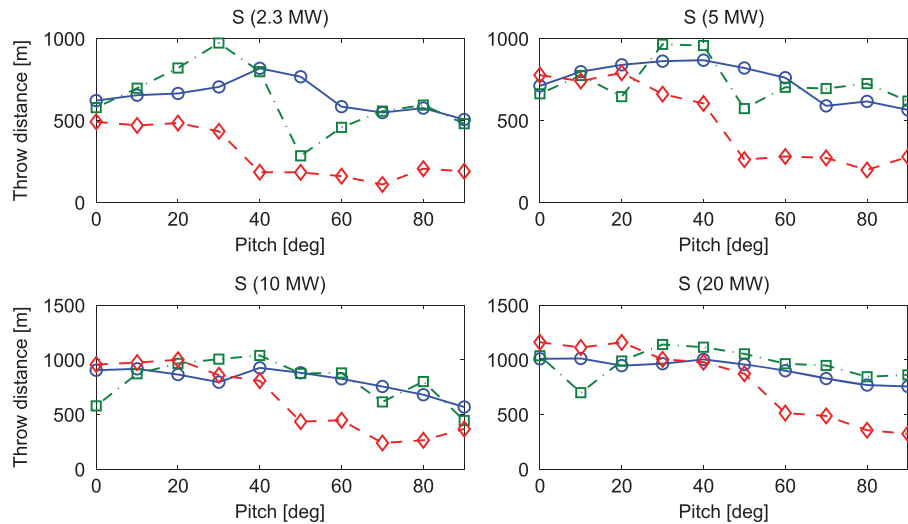 S (2.3 MW)
Throw distance [m]
1000
500
0
0 20 40 60 80
Pitch [deg]
S (5 MW)
1000
500
0
0 20 40 60 80
Pitch [deg]
S (10 MW)
Throw distance [m]
1500
1000
500
0
0 20 40 60 80
Pitch [deg]
S (20 MW)
1500
1000
500
0
0 20 40 60 80
Pitch [deg]